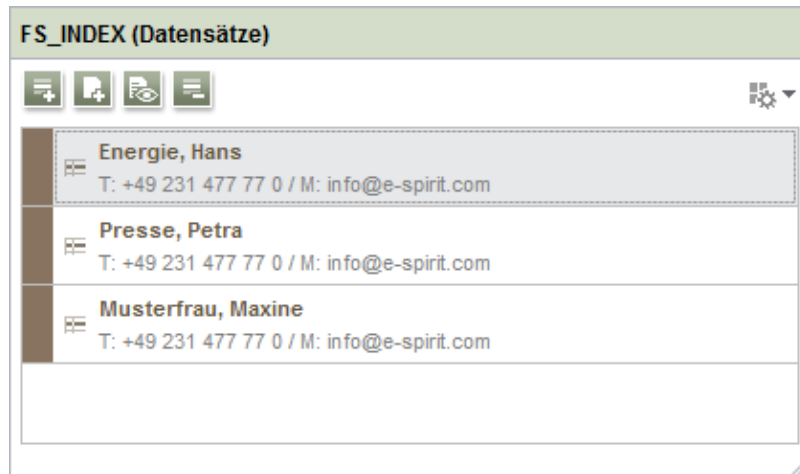 FS_INDEX (Datensätze)
Energie, Hans
T: +49 231 477 77 0 / M: info@e-spirit.com
Presse, Petra
T: +49 231 477 77 0 / M: info@e-spirit.com
Musterfrau, Maxine
T: +49 231 477 77 0 / M: info@e-spirit.com